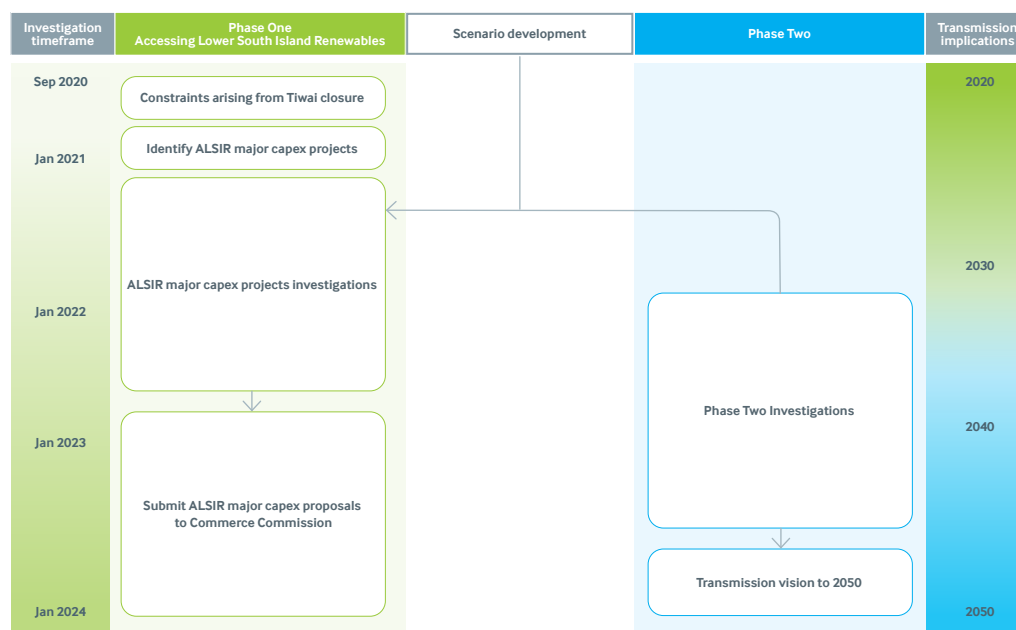 Investigation
timeframe
Phase One
Accessing Lower South Island Renewables
Scenario development
Phase Two
Transmission
implications
Sep 2020
Jan 2021
Jan 2022
Jan 2023
Jan 2024
Constraints arising from Tiwai closure
Identify ALSIR major capex projects
ALSIR major capex projects investigations
Submit ALSIR major capex proposals
to Commerce Commission
Phase Two Investigations
Transmission vision to 2050
2020
2030
2040
2050